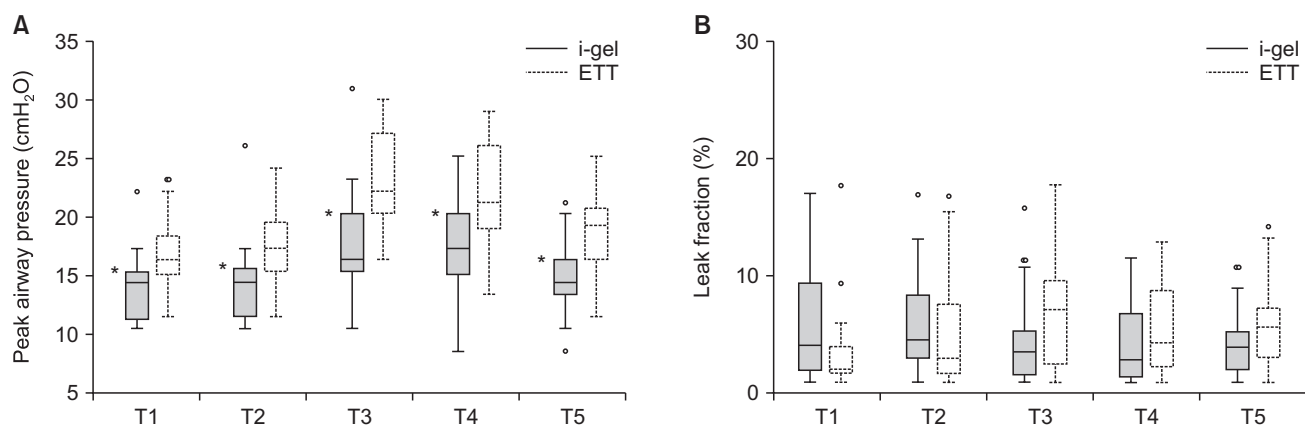 A
Peak airway pressure (cmH₂O)
35
30
25
20
15
10
5
i-gel
ETT
*
*
*
*
*
T1 T2 T3 T4 T5
B
Leak fraction (%)
30
20
10
0
i-gel
ETT
T1 T2 T3 T4 T5